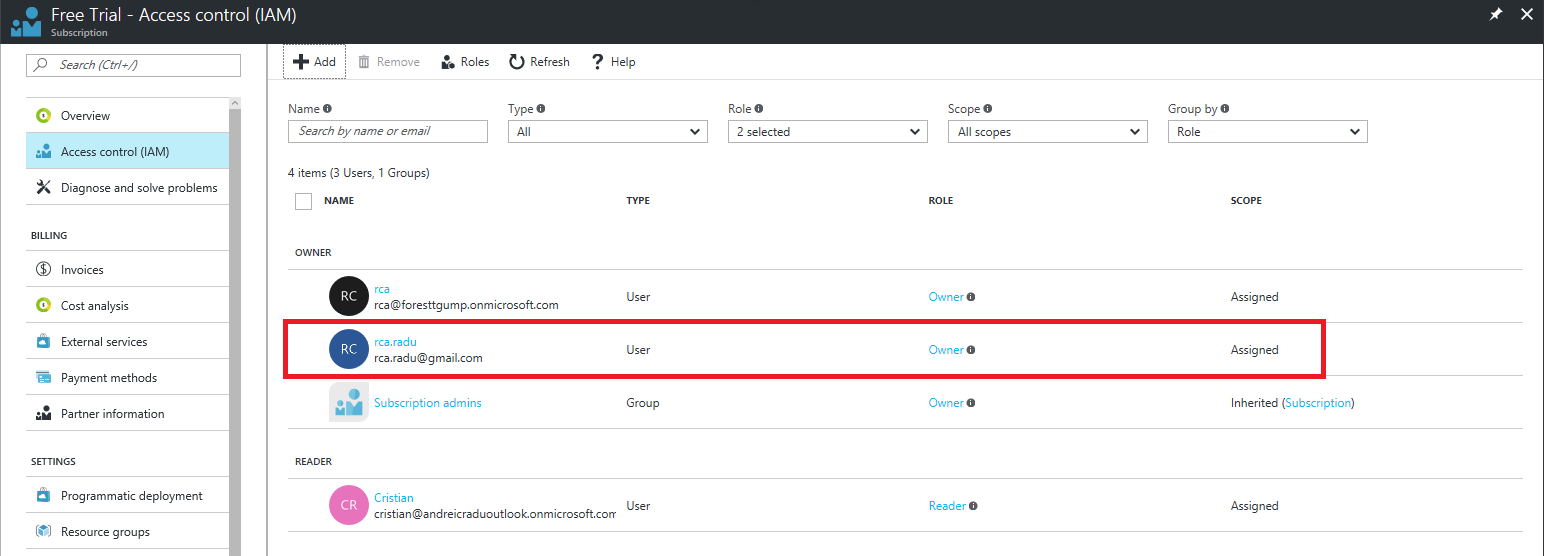 Free Trial - Access control (IAM)
Subscription
Search (Ctrl+/)
Overview
Access control (IAM)
Diagnose and solve problems
BILLING
Invoices
Cost analysis
External services
Payment methods
Partner information
SETTINGS
Programmatic deployment
Resource groups
Add Remove Roles Refresh Help
Name Type Role Scope Group by
Search by name or email All 2 selected All scopes Role
4 items (3 Users, 1 Groups)
NAME TYPE ROLE SCOPE
OWNER
RC rca User Owner Assigned
rca@foresttgump.onmicrosoft.com
RC rca.radu User Owner Assigned
rca.radu@gmail.com
Subscription admins Group Owner Inherited (Subscription)
READER
CR Cristian User Reader Assigned
cristian@andreicraduoutlook.onmicrosoft.com